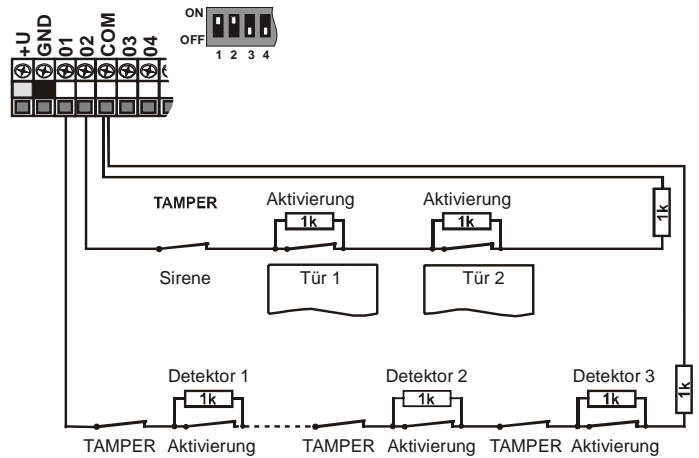 ON
OFF
1 2 3 4
+U GND 01 02 COM 03 04
TAMPER Aktivierung Aktivierung
1k 1k 1k
Sirene Tür 1 Tür 2
Detektor 1 Detektor 2 Detektor 3
1k 1k 1k 1k
TAMPER Aktivierung TAMPER Aktivierung TAMPER Aktivierung